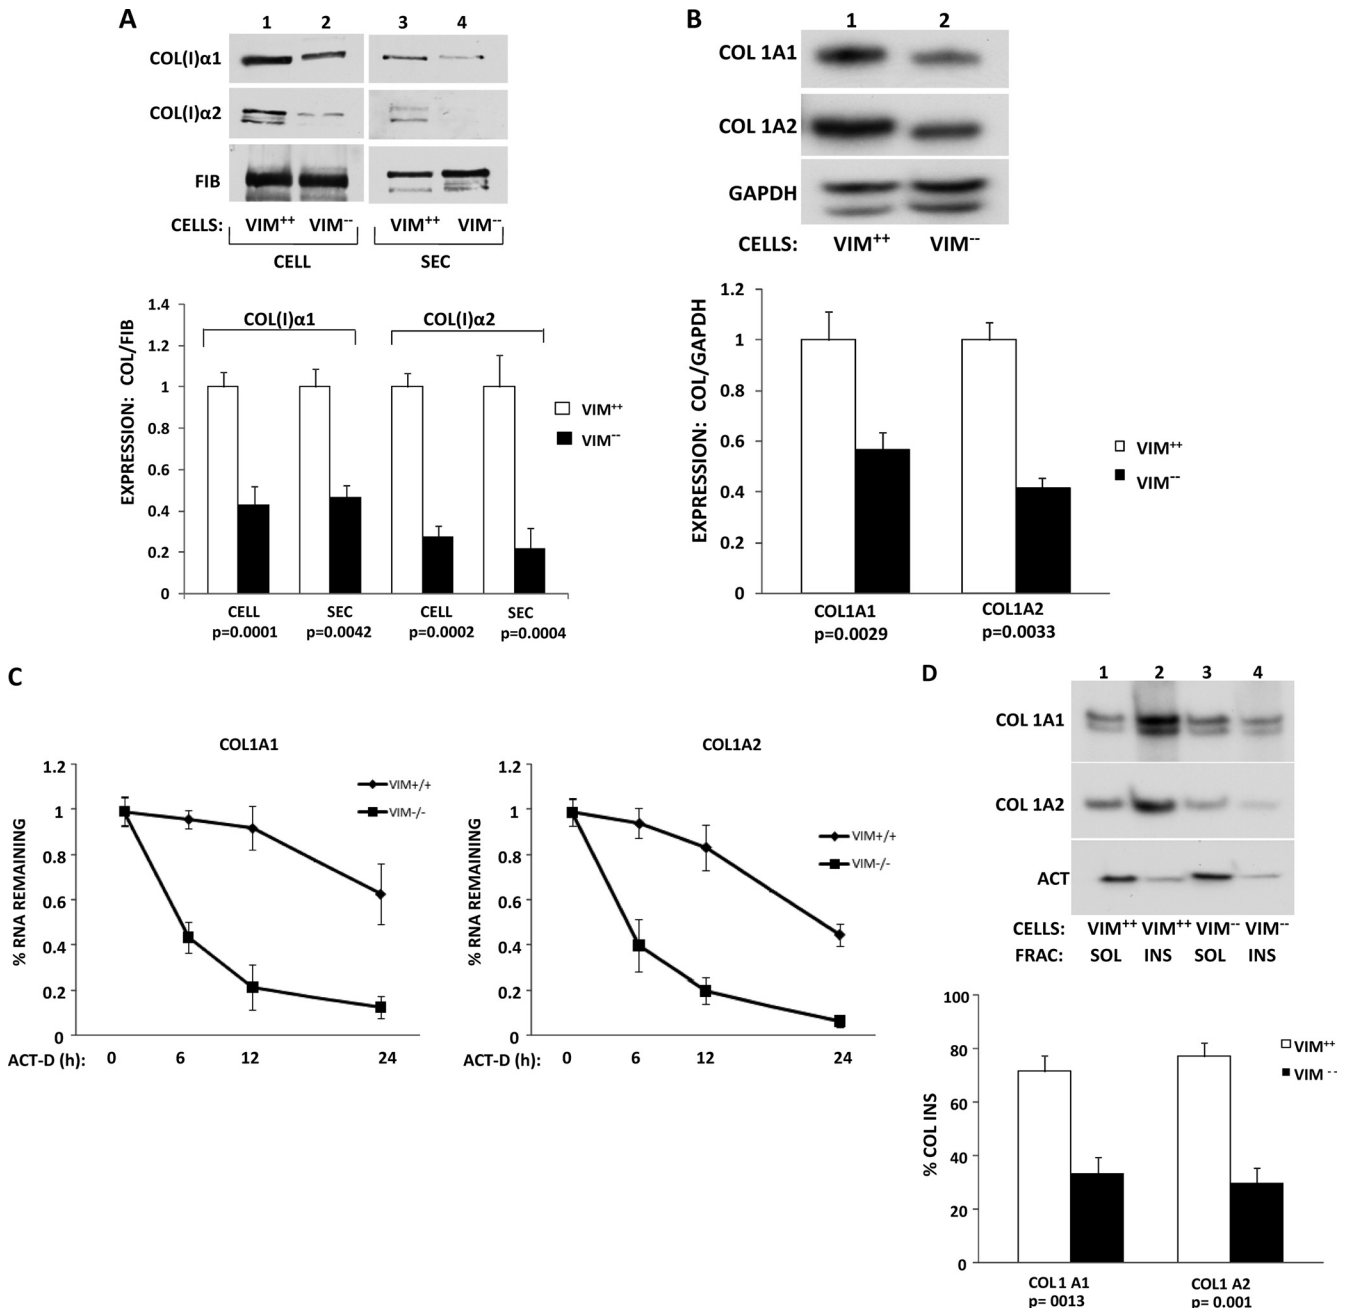 A
1 2 3 4
COL(I)α1
COL(I)α2
FIB
CELLS: VIM++ VIM-- VIM++ VIM--
CELL SEC
1.4
1.2
1
0.8
0.6
0.4
0.2
0
EXPRESSION: COL/FIB
COL(I)α1 COL(I)α2
VIM++
VIM--
CELL SEC CELL SEC
p=0.0001 p=0.0042 p=0.0002 p=0.0004
B
1 2
COL 1A1
COL 1A2
GAPDH
CELLS: VIM++ VIM--
1.2
1
0.8
0.6
0.4
0.2
0
EXPRESSION: COL/GAPDH
VIM++
VIM--
COL1A1 COL1A2
p=0.0029 p=0.0033
C
COL1A1
1.2
1
0.8
0.6
0.4
0.2
0
% RNA REMAINING
VIM+/+
VIM-/-
ACT-D (h): 0 6 12 24
COL1A2
1.2
1
0.8
0.6
0.4
0.2
0
% RNA REMAINING
VIM+/+
VIM-/-
ACT-D (h): 0 6 12 24
D
1 2 3 4
COL 1A1
COL 1A2
ACT
CELLS: VIM++ VIM++ VIM-- VIM--
FRAC: SOL INS SOL INS
100
80
60
40
20
0
% COL INS
VIM++
VIM --
COL1 A1 COL1 A2
p= 0013 p= 0.001